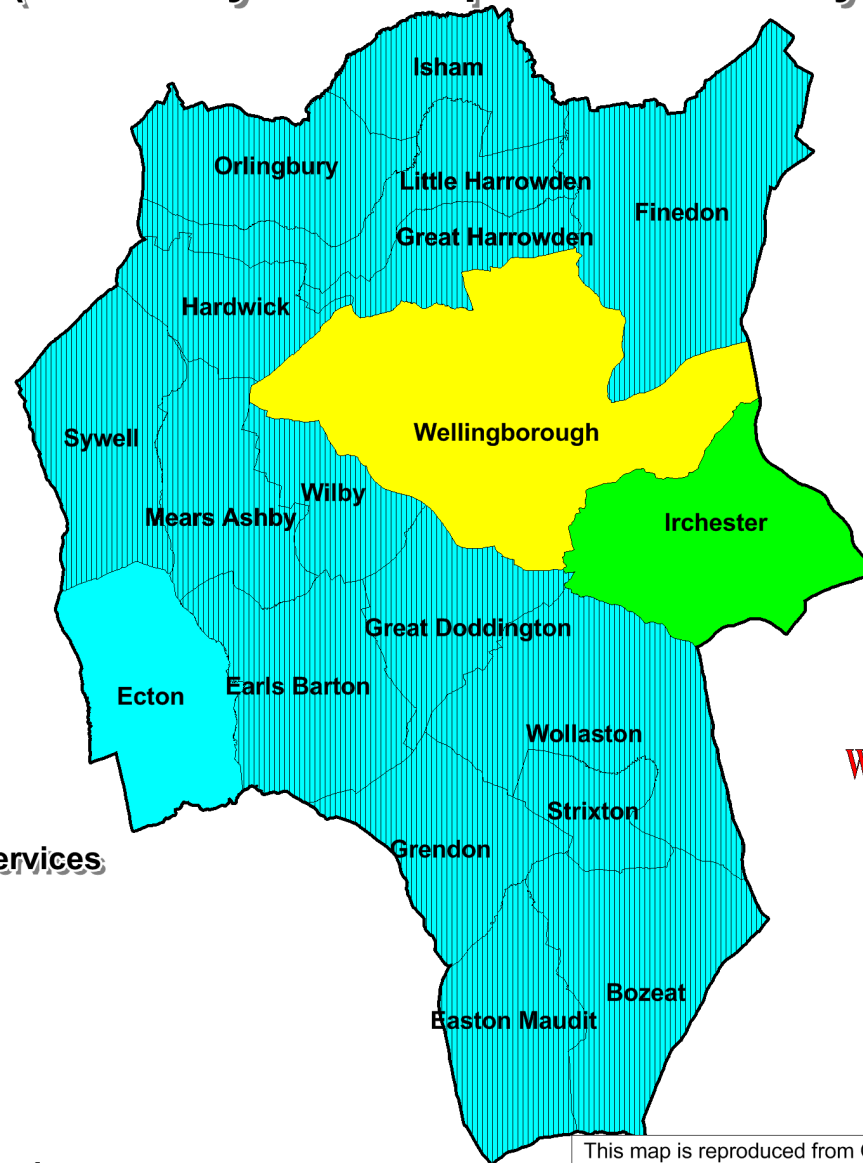 Isham
Orlingbury
Little Harrowden
Finedon
Great Harrowden
Hardwick
Wellingborough
Sywell
Wilby
Mears Ashby
Irchester
Great Doddington
Earls Barton
Ecton
Wollaston
W
Strixton
Grendon
ervices
Bozeat
Easton Maudit
This map is reproduced from